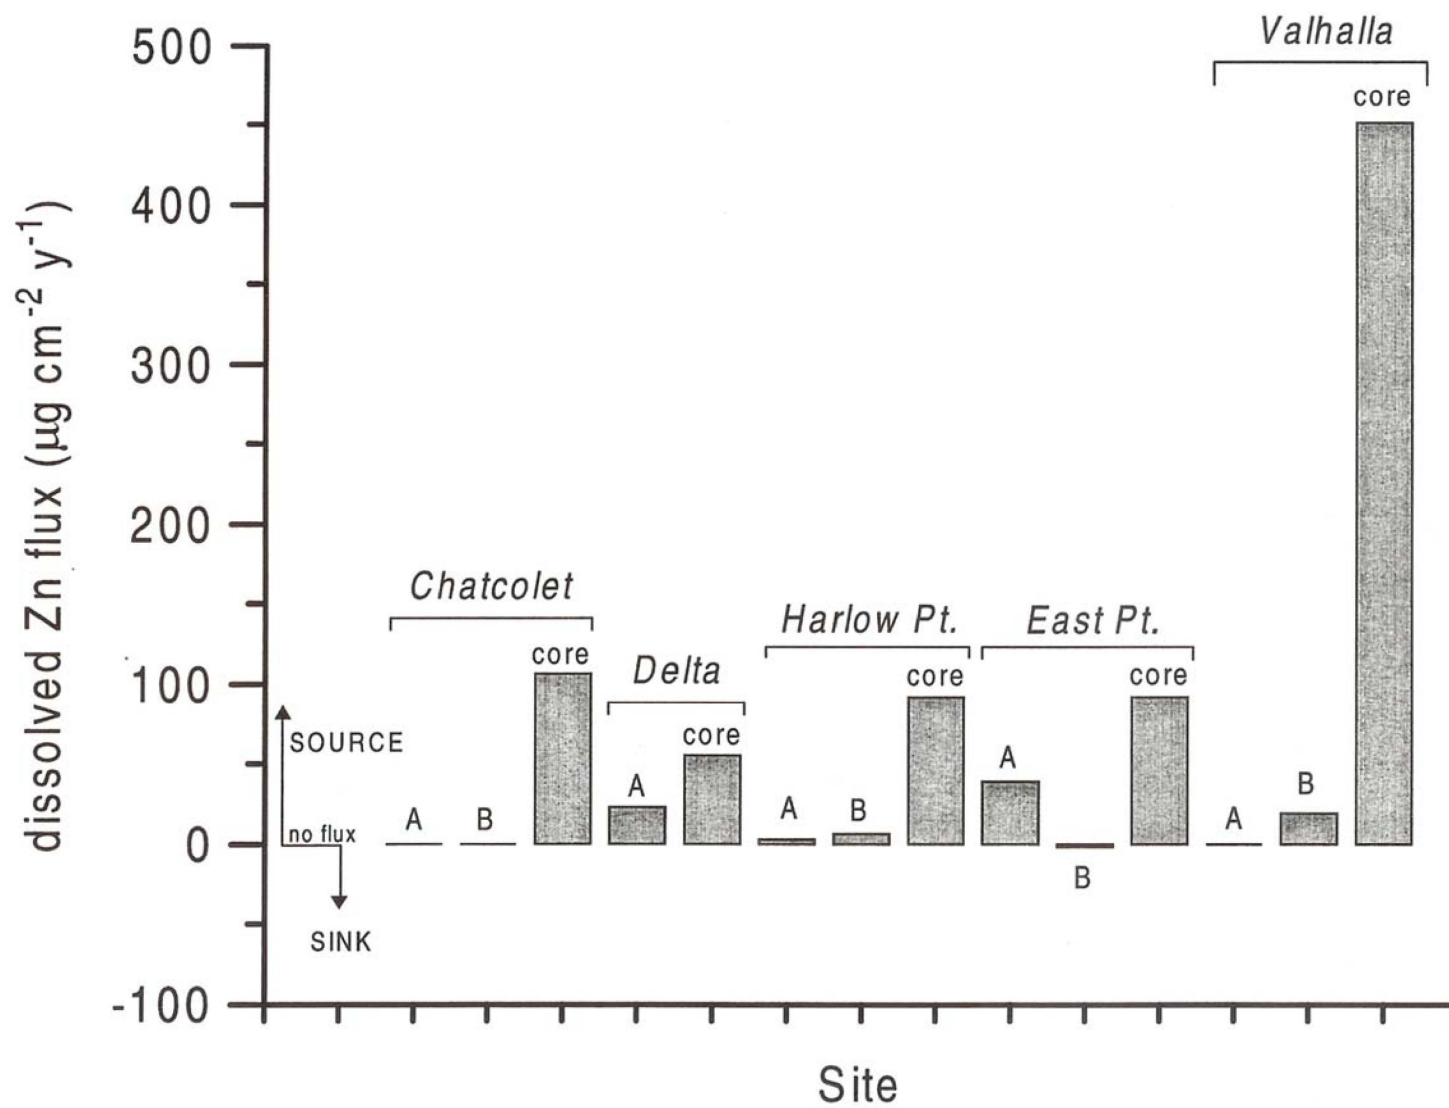 dissolved Zn flux (μg cm⁻² y⁻¹)
500
400
300
200
100
0
-100
SOURCE
no flux
SINK
Chatcolet
A
B
core
Delta
A
core
Harlow Pt.
A
B
core
East Pt.
A
B
core
Valhalla
A
B
core
Site